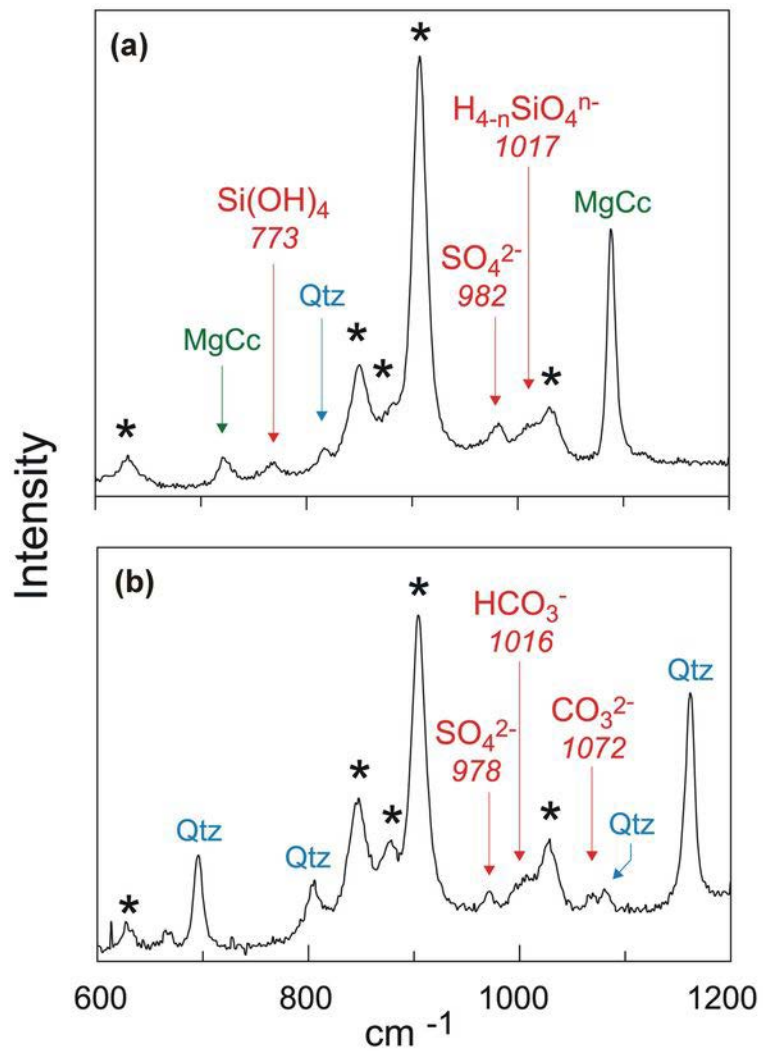 (a)
*
H₄₋ₙSiO₄ⁿ⁻
1017
MgCc
Si(OH)₄
773
SO₄²⁻
982
Qtz
*
*
MgCc
*
*
Intensity
(b)
*
HCO₃⁻
1016
Qtz
CO₃²⁻
1072
SO₄²⁻
978
*
*
*
Qtz
Qtz
Qtz
*
600 800 1000 1200
cm ⁻¹